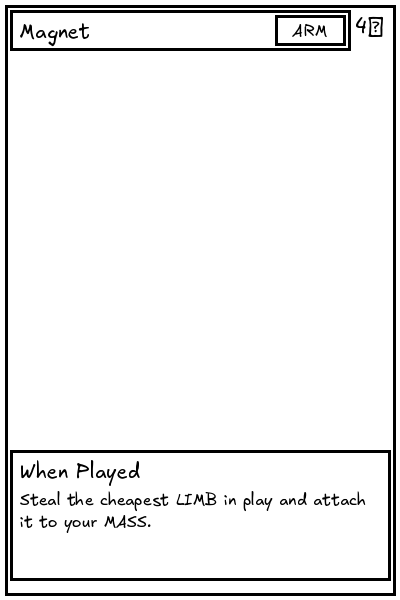 Magnet
ARM
4
When Played
Steal the cheapest LIMB in play and attach
it to your MASS.